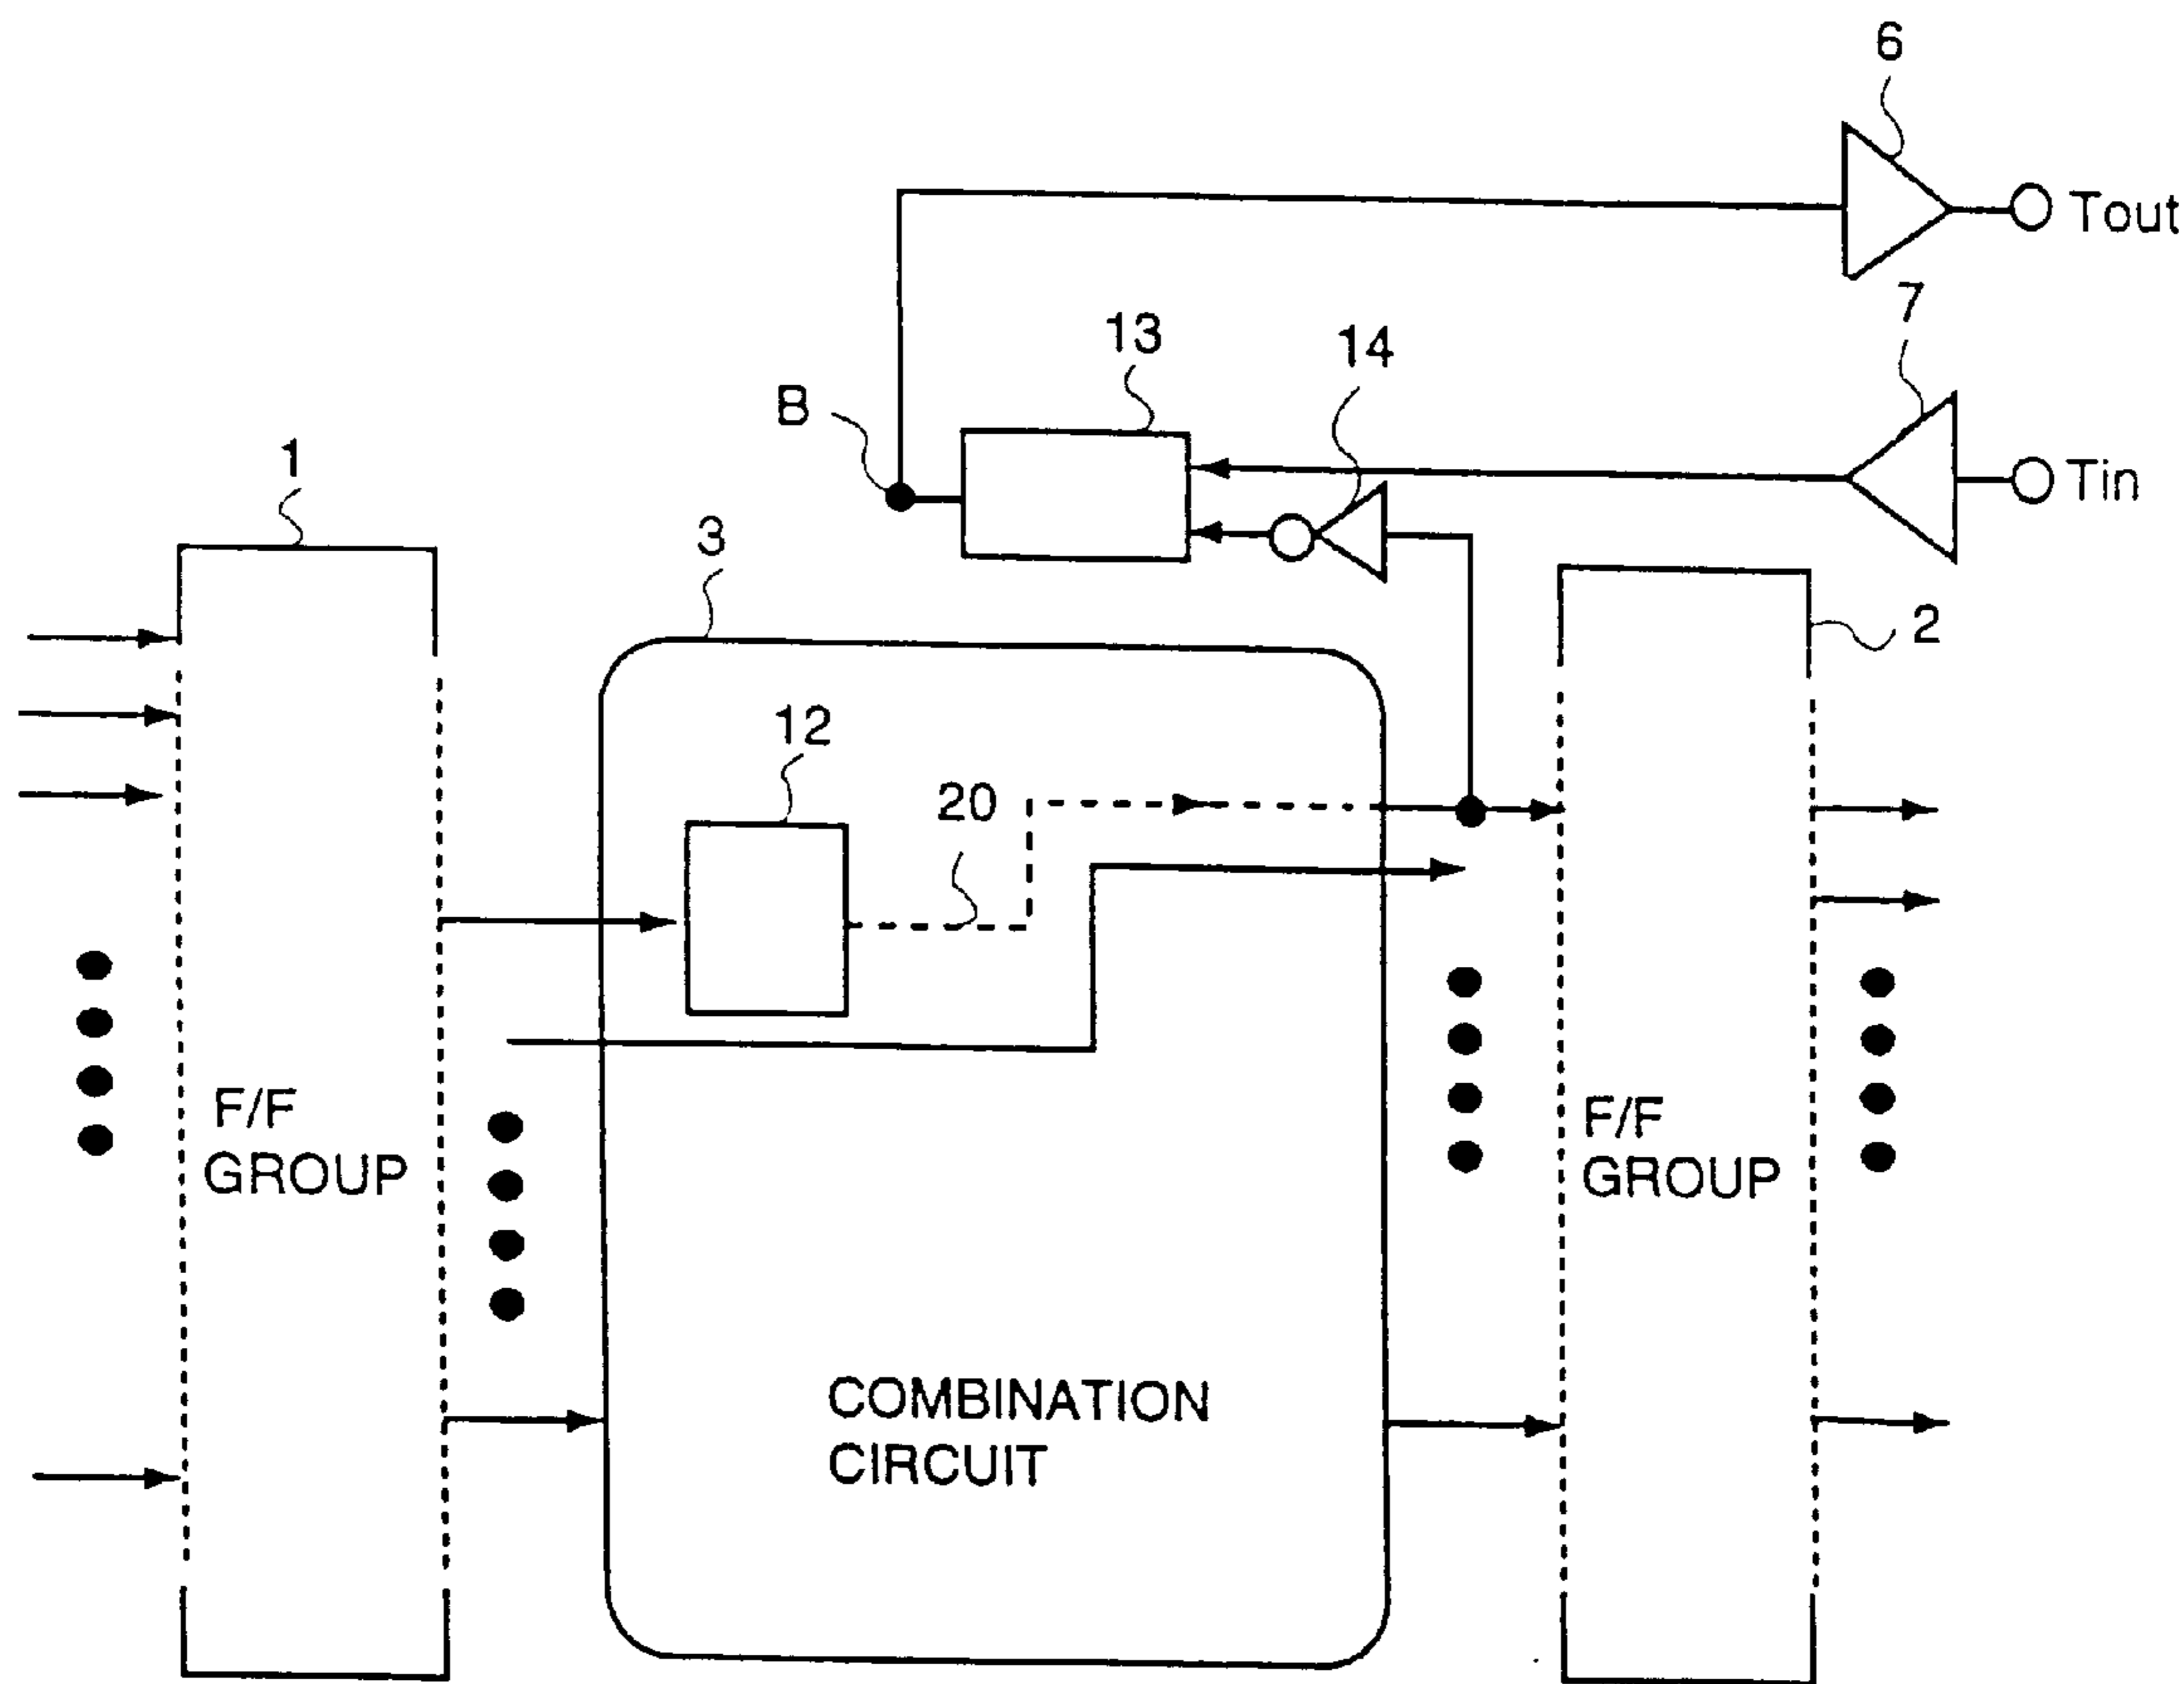 6
Tout
7
13
14
B
Tin
1
3
2
12
20
F/F
GROUP
F/F
GROUP
COMBINATION
CIRCUIT